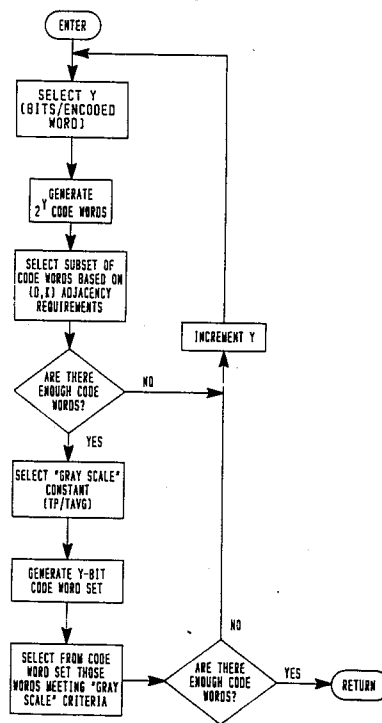 ENTER
SELECT Y
(BITS/ENCODED
WORD)
GENERATE
2^Y CODE WORDS
SELECT SUBSET OF
CODE WORDS BASED ON
(D,K) ADJACENCY
REQUIREMENTS
INCREMENT Y
ARE THERE
ENOUGH CODE
WORDS?
NO
YES
SELECT "GRAY SCALE"
CONSTANT
(TP/TAVG)
GENERATE Y-BIT
CODE WORD SET
SELECT FROM CODE
WORD SET THOSE
WORDS MEETING "GRAY
SCALE" CRITERIA
NO
ARE THERE
ENOUGH CODE
WORDS?
YES
RETURN